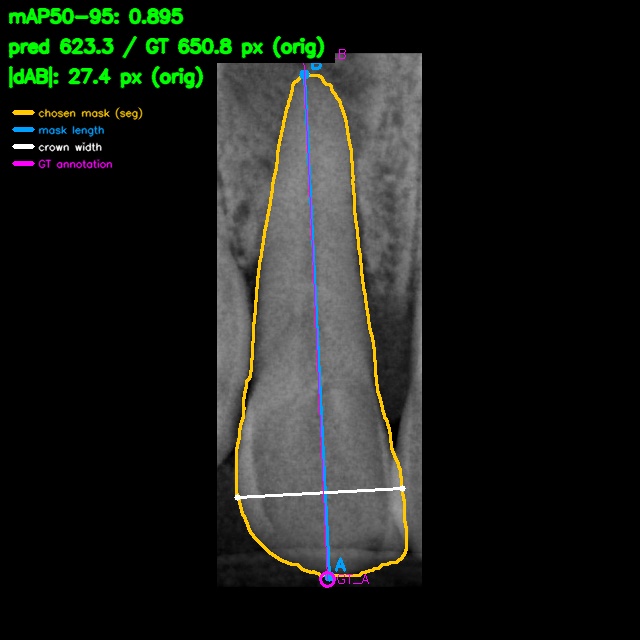 mAP50-95: 0.895
pred 623.3 / GT 650.8 px (orig)
|dAB|: 27.4 px (orig)
chosen mask (seg)
mask length
crown width
GT annotation
B
A
GT_A